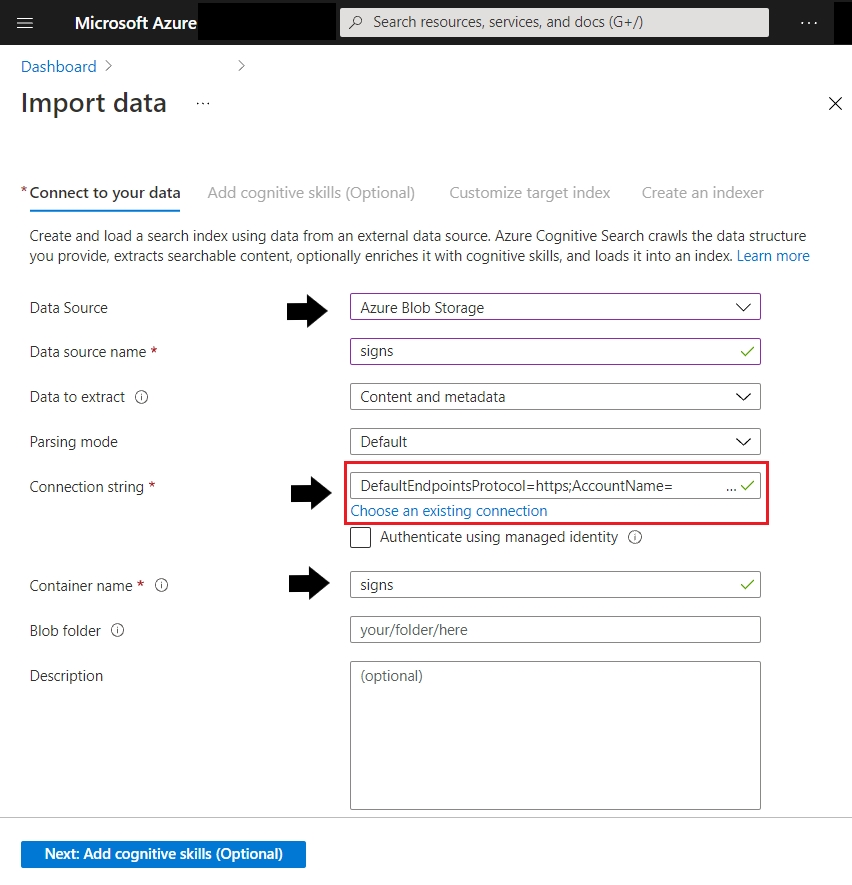 Microsoft Azure
Search resources, services, and docs (G+/)
...
Dashboard
Import data
...
* Connect to your data
Add cognitive skills (Optional)
Customize target index
Create an indexer
Create and load a search index using data from an external data source. Azure Cognitive Search crawls the data structure
you provide, extracts searchable content, optionally enriches it with cognitive skills, and loads it into an index. Learn more
Data Source
Azure Blob Storage
Data source name *
signs
Data to extract
Content and metadata
Parsing mode
Default
Connection string *
DefaultEndpointsProtocol=https;AccountName= ...
Choose an existing connection
Authenticate using managed identity
Container name *
signs
Blob folder
your/folder/here
Description
(optional)
Next: Add cognitive skills (Optional)